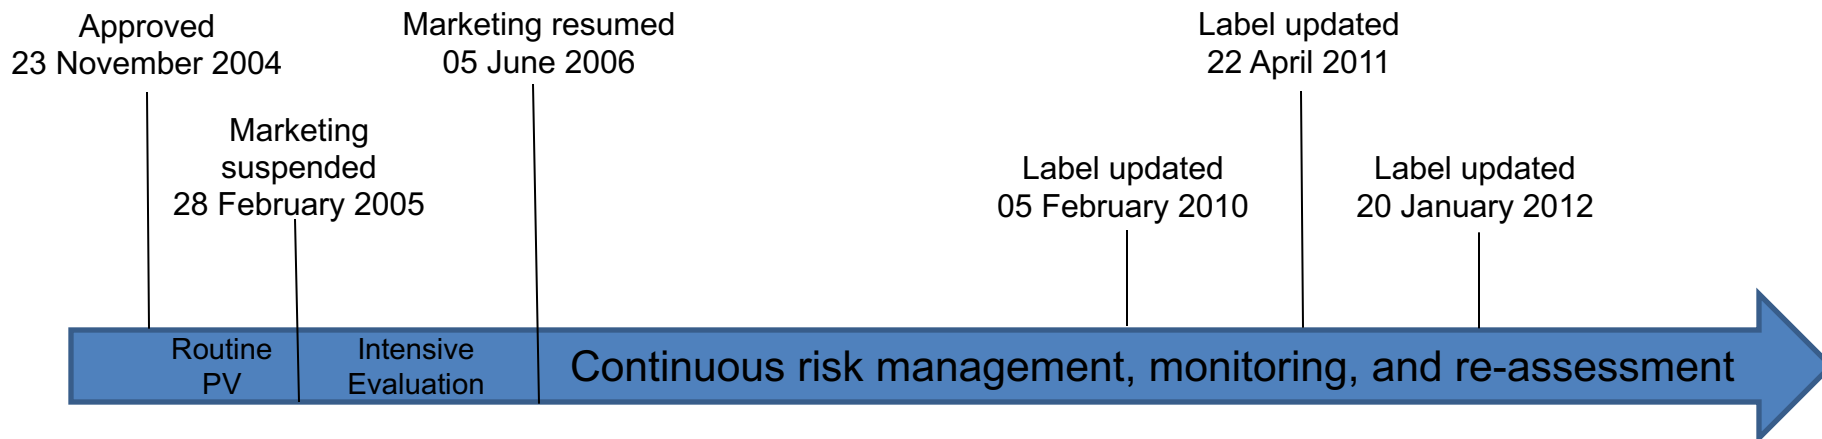 Approved
23 November 2004
Marketing
suspended
28 February 2005
Marketing resumed
05 June 2006
Label updated
05 February 2010
Label updated
22 April 2011
Label updated
20 January 2012
Routine
PV
Intensive
Evaluation
Continuous risk management, monitoring, and re-assessment